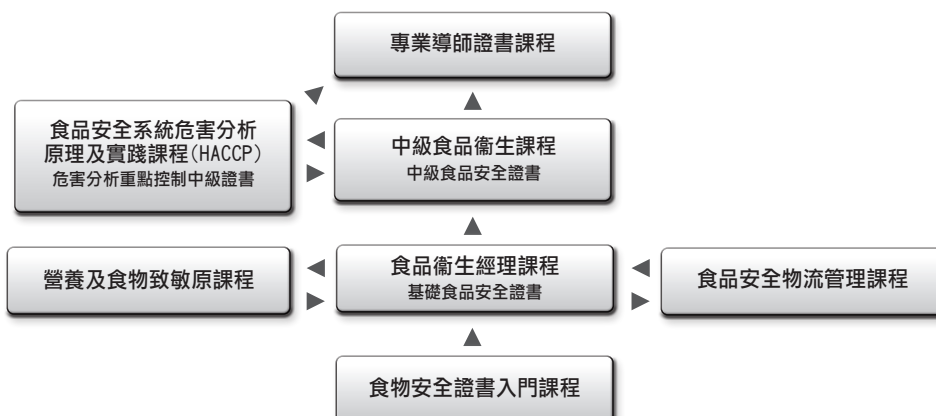 專業導師證書課程
食品安全系統危害分析
原理及實踐課程(HACCP)
危害分析重點控制中級證書
中級食品衞生課程
中級食品安全證書
營養及食物致敏原課程
食品衞生經理課程
基礎食品安全證書
食品安全物流管理課程
食物安全證書入門課程